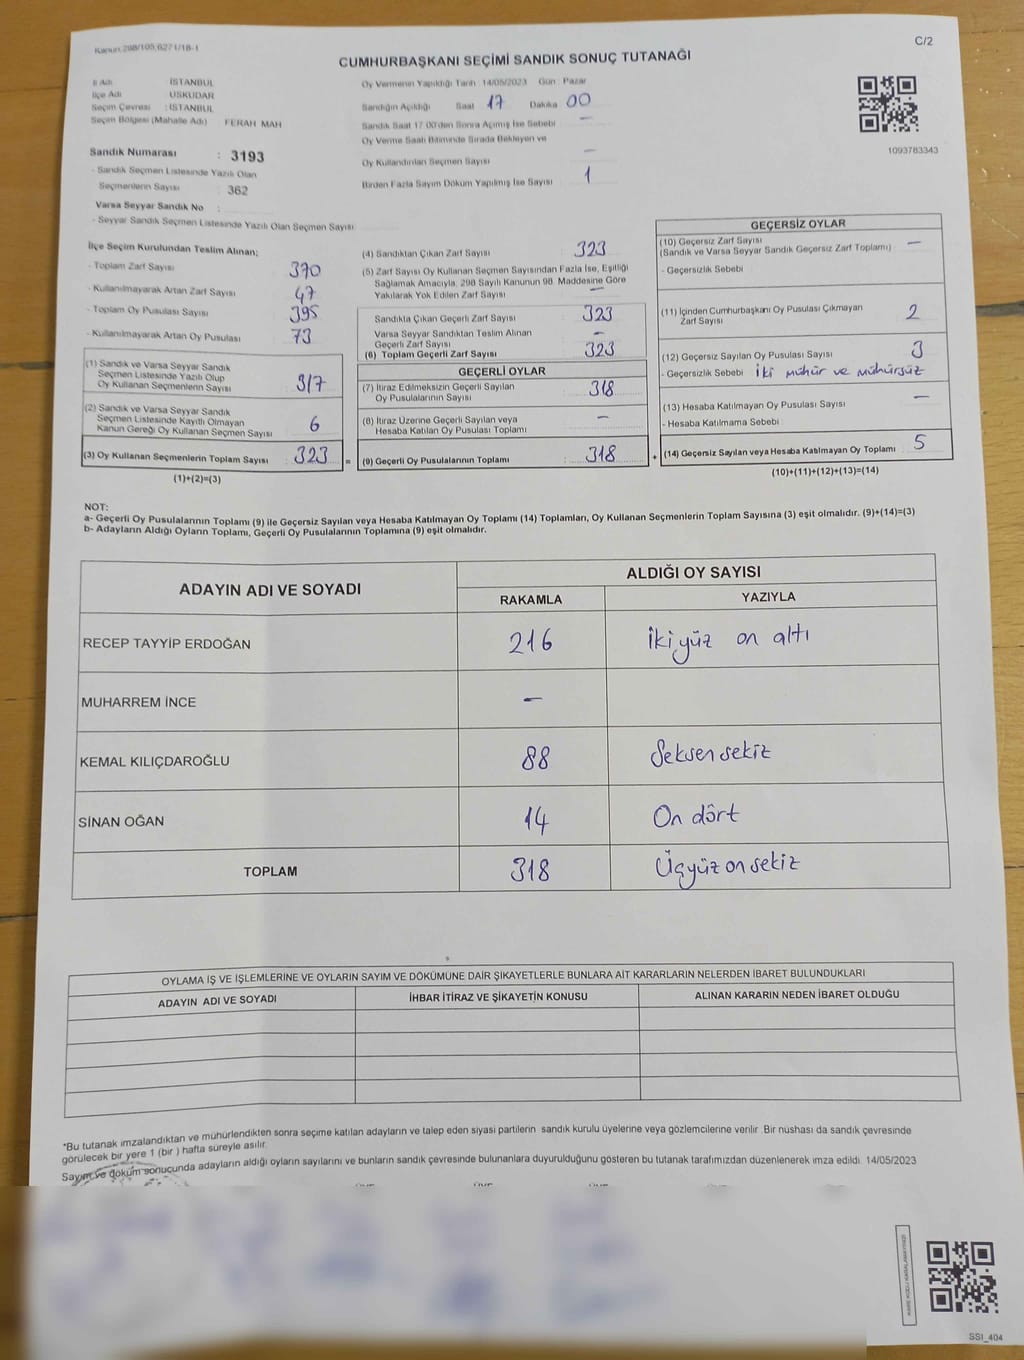 Kanun 298/105,6271/18-1
C/2
CUMHURBAŞKANI SEÇİMİ SANDIK SONUÇ TUTANAĞI
İl Adı İSTANBUL
İlçe Adı ÜSKÜDAR
Seçim Çevresi : İSTANBUL
Seçim Bölgesi (Mahalle Adı) FERAH MAH
Sandık Numarası : 3193
- Sandık Seçmen Listesinde Yazılı Olan
Seçmenlerin Sayısı : 362
Varsa Seyyar Sandık No :
- Seyyar Sandık Seçmen Listesinde Yazılı Olan Seçmen Sayısı
Oy Vermenin Yapıldığı Tarih 14/05/2023 Gün Pazar
Sandığın Açıldığı Saat 17 Dakika 00
Sandık Saat 17 00'den Sonra Açımış İse Sebebi –
Oy Verme Saati Bitiminde Sırada Bekleyen ve
Oy Kullandırılan Seçmen Sayısı –
Birden Fazla Sayım Döküm Yapılmış İse Sayısı 1
1093783343
İlçe Seçim Kurulundan Teslim Alınan;
- Toplam Zarf Sayısı 370
- Kullanılmayarak Artan Zarf Sayısı 47
- Toplam Oy Pusulası Sayısı 395
- Kullanılmayarak Artan Oy Pusulası 73
(1) Sandık ve Varsa Seyyar Sandık
Seçmen Listesinde Yazılı Olup
Oy Kullanan Seçmenlerin Sayısı 317
(2) Sandık ve Varsa Seyyar Sandık
Seçmen Listesinde Kayıtlı Olmayan
Kanun Gereği Oy Kullanan Seçmen Sayısı 6
(3) Oy Kullanan Seçmenlerin Toplam Sayısı 323 =
(1)+(2)=(3)
(4) Sandıktan Çıkan Zarf Sayısı 323
(5) Zarf Sayısı Oy Kullanan Seçmen Sayısından Fazla İse, Eşitliği
Sağlamak Amacıyla, 298 Sayılı Kanunun 98. Maddesine Göre
Yakılarak Yok Edilen Zarf Sayısı –
Sandıkta Çıkan Geçerli Zarf Sayısı 323
Varsa Seyyar Sandıktan Teslim Alınan
Geçerli Zarf Sayısı –
(6) Toplam Geçerli Zarf Sayısı 323
GEÇERLİ OYLAR
(7) İtiraz Edilmeksizin Geçerli Sayılan
Oy Pusulalarının Sayısı 318
(8) İtiraz Üzerine Geçerli Sayılan veya
Hesaba Katılan Oy Pusulası Toplamı –
(9) Geçerli Oy Pusulalarının Toplamı 318 +
GEÇERSİZ OYLAR
(10) Geçersiz Zarf Sayısı –
(Sandık ve Varsa Seyyar Sandık Geçersiz Zarf Toplamı)
- Geçersizlik Sebebi
(11) İçinden Cumhurbaşkanı Oy Pusulası Çıkmayan
Zarf Sayısı 2
(12) Geçersiz Sayılan Oy Pusulası Sayısı 3
- Geçersizlik Sebebi İki mühür ve mühürsüz
(13) Hesaba Katılmayan Oy Pusulası Sayısı –
- Hesaba Katılmama Sebebi
(14) Geçersiz Sayılan veya Hesaba Katılmayan Oy Toplamı 5
(10)+(11)+(12)+(13)=(14)
NOT:
a- Geçerli Oy Pusulalarının Toplamı (9) ile Geçersiz Sayılan veya Hesaba Katılmayan Oy Toplamı (14) Toplamları, Oy Kullanan Seçmenlerin Toplam Sayısına (3) eşit olmalıdır. (9)+(14)=(3)
b- Adayların Aldığı Oyların Toplamı, Geçerli Oy Pusulalarının Toplamına (9) eşit olmalıdır.
ADAYIN ADI VE SOYADI
ALDIĞI OY SAYISI
RAKAMLA YAZIYLA
RECEP TAYYİP ERDOĞAN 216 İkiyüz on altı
MUHARREM İNCE –
KEMAL KILIÇDAROĞLU 88 Seksen sekiz
SİNAN OĞAN 14 On dört
TOPLAM 318 Üçyüz on sekiz
OYLAMA İŞ VE İŞLEMLERİNE VE OYLARIN SAYIM VE DÖKÜMÜNE DAİR ŞİKAYETLERLE BUNLARA AİT KARARLARIN NELERDEN İBARET BULUNDUKLARI
ADAYIN ADI VE SOYADI İHBAR İTİRAZ VE ŞİKAYETİN KONUSU ALINAN KARARIN NEDEN İBARET OLDUĞU
*Bu tutanak imzalandıktan ve mühürlendikten sonra seçime katılan adayların ve talep eden siyasi partilerin sandık kurulu üyelerine veya gözlemcilerine verilir .Bir nüshası da sandık çevresinde
görülecek bir yere 1 (bir ) hafta süreyle asılır.
Sayım ve döküm sonucunda adayların aldığı oyların sayılarını ve bunların sandık çevresinde bulunanlara duyurulduğunu gösteren bu tutanak tarafımızdan düzenlenerek imza edildi. 14/05/2023
SSI_404